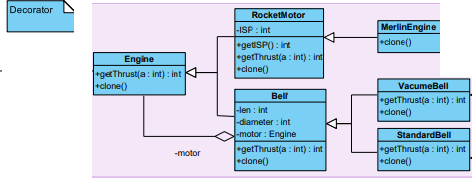 Decorator
RocketMotor
-ISP : int
+getISP() : int
+getThrust(a : int) : int
+clone()
MerlinEngine
+clone()
Engine
+getThrust(a : int) : int
+clone()
Bell
-len : int
-diameter : int
-motor : Engine
+getThrust(a : int) : int
+clone()
VacumeBell
+getThrust(a : int) : int
+clone()
StandardBell
+getThrust(a : int) : int
+clone()
-motor